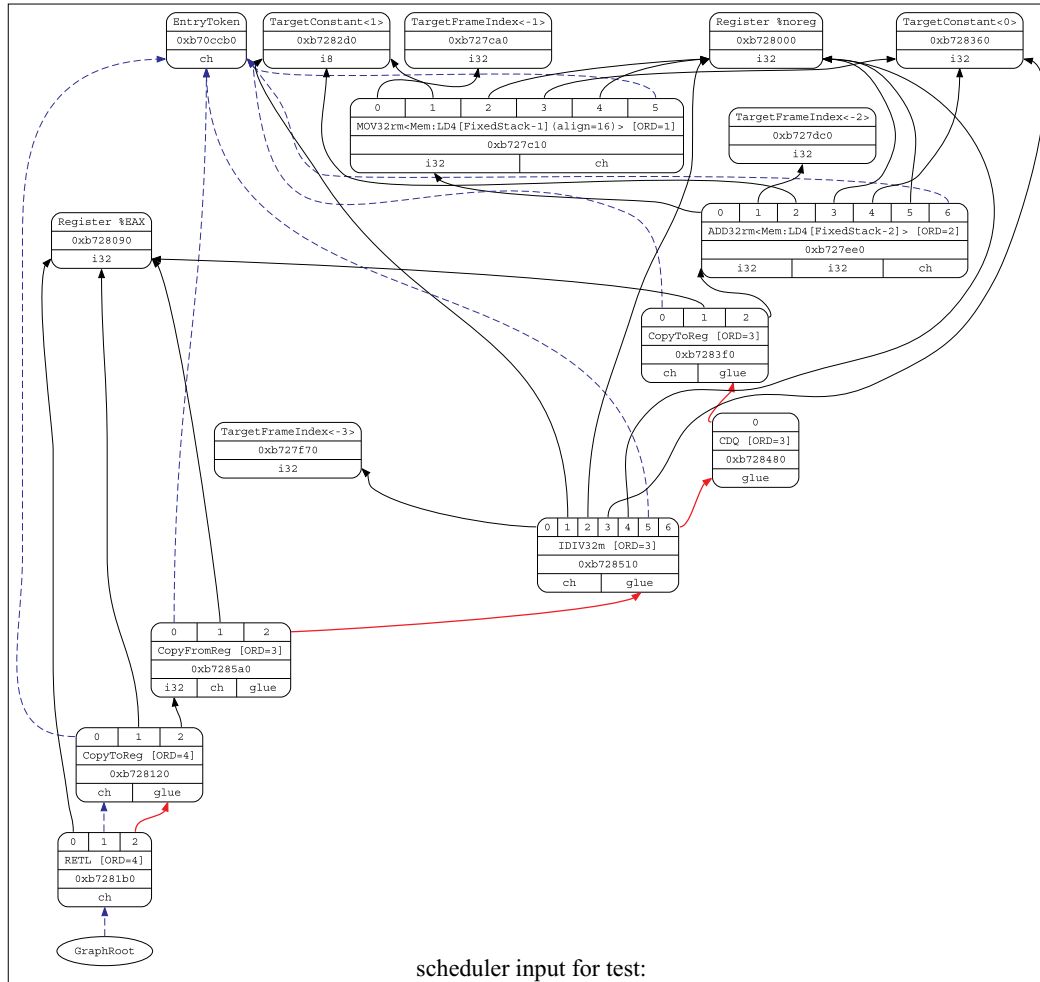 EntryToken
0xb70ccb0
ch
TargetConstant<1>
0xb7282d0
i8
TargetFrameIndex<-1>
0xb727ca0
i32
Register %noreg
0xb728000
i32
TargetConstant<0>
0xb728360
i32
0 1 2 3 4 5
MOV32rm<Mem:LD4[FixedStack-1](align=16)> [ORD=1]
0xb727c10
i32 ch
TargetFrameIndex<-2>
0xb727dc0
i32
0 1 2 3 4 5 6
ADD32rm<Mem:LD4[FixedStack-2]> [ORD=2]
0xb727ee0
i32 i32 ch
Register %EAX
0xb728090
i32
0 1 2
CopyToReg [ORD=3]
0xb7283f0
ch glue
0
CDQ [ORD=3]
0xb728480
glue
TargetFrameIndex<-3>
0xb727f70
i32
0 1 2 3 4 5 6
IDIV32m [ORD=3]
0xb728510
ch glue
0 1 2
CopyFromReg [ORD=3]
0xb7285a0
i32 ch glue
0 1 2
CopyToReg [ORD=4]
0xb728120
ch glue
0 1 2
RETL [ORD=4]
0xb7281b0
ch
GraphRoot
scheduler input for test: